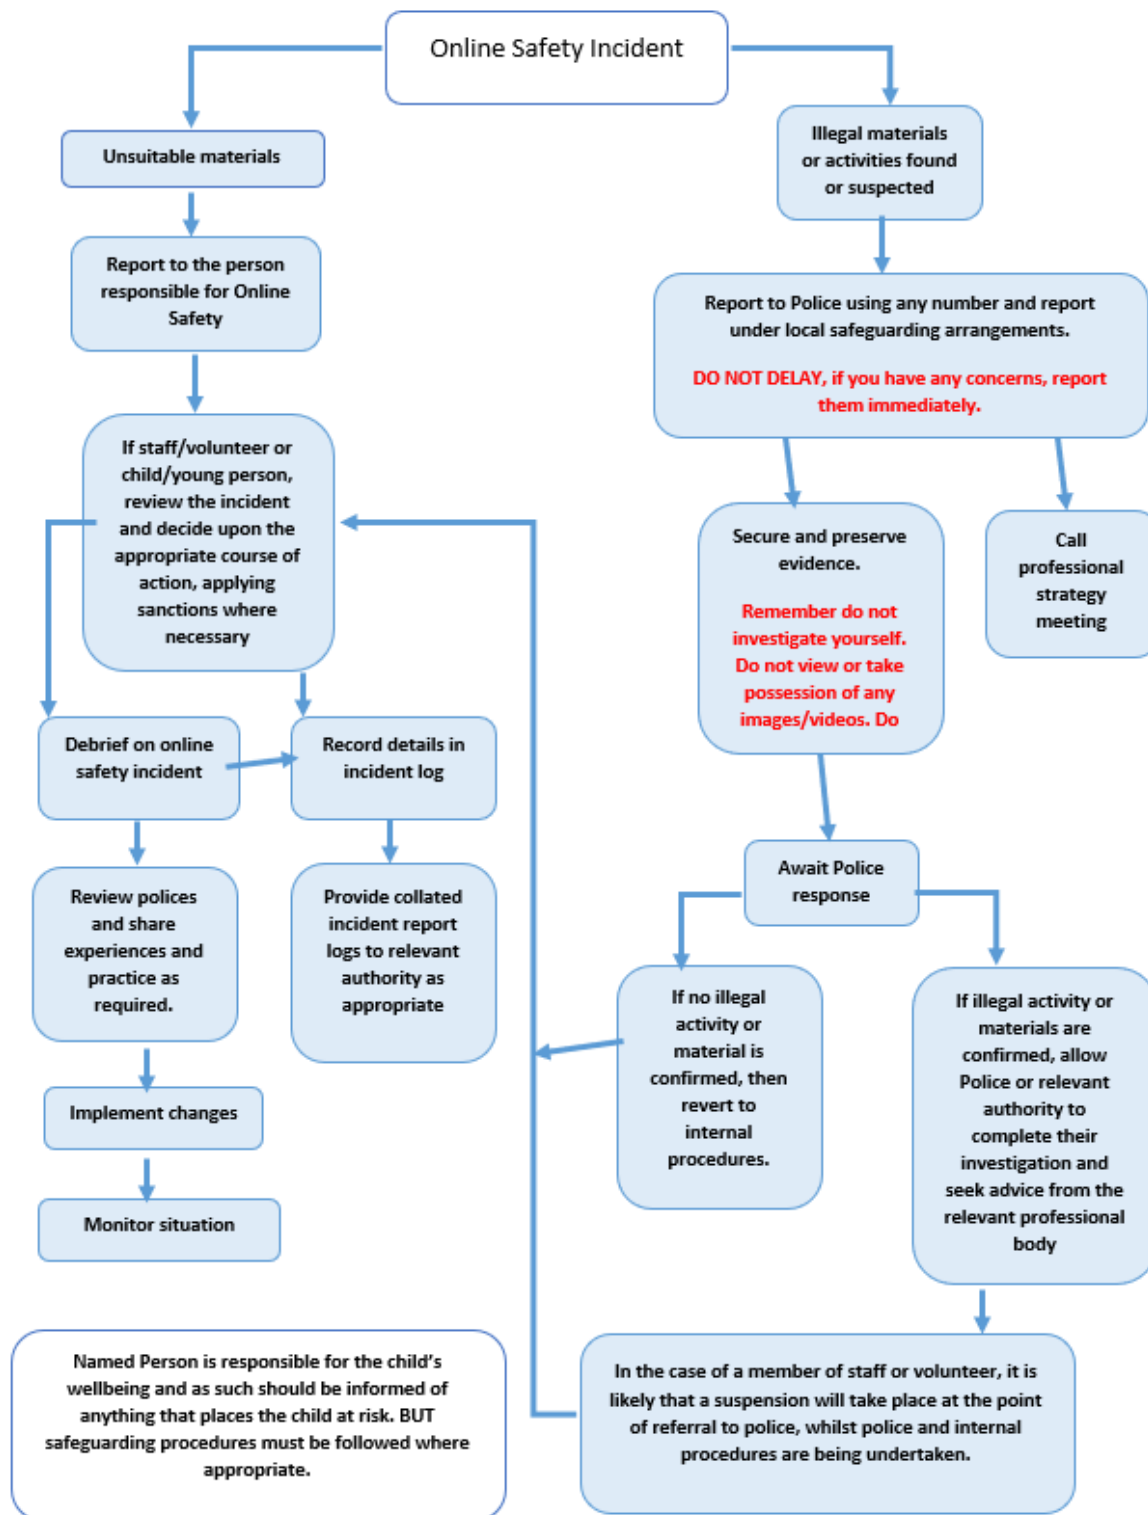 Online Safety Incident
Unsuitable materials
Illegal materials
or activities found
or suspected
Report to the person
responsible for Online
Safety
Report to Police using any number and report
under local safeguarding arrangements.
DO NOT DELAY, if you have any concerns, report
them immediately.
If staff/volunteer or
child/young person,
review the incident
and decide upon the
appropriate course of
action, applying
sanctions where
necessary
Secure and preserve
evidence.
Remember do not
investigate yourself.
Do not view or take
possession of any
images/videos. Do
Call
professional
strategy
meeting
Debrief on online
safety incident
Record details in
incident log
Review polices
and share
experiences and
practice as
required.
Provide collated
incident report
logs to relevant
authority as
appropriate
Await Police
response
If no illegal
activity or
material is
confirmed, then
revert to
internal
procedures.
If illegal activity or
materials are
confirmed, allow
Police or relevant
authority to
complete their
investigation and
seek advice from the
relevant professional
body
Implement changes
Monitor situation
Named Person is responsible for the child's
wellbeing and as such should be informed of
anything that places the child at risk. BUT
safeguarding procedures must be followed where
appropriate.
In the case of a member of staff or volunteer, it is
likely that a suspension will take place at the point
of referral to police, whilst police and internal
procedures are being undertaken.